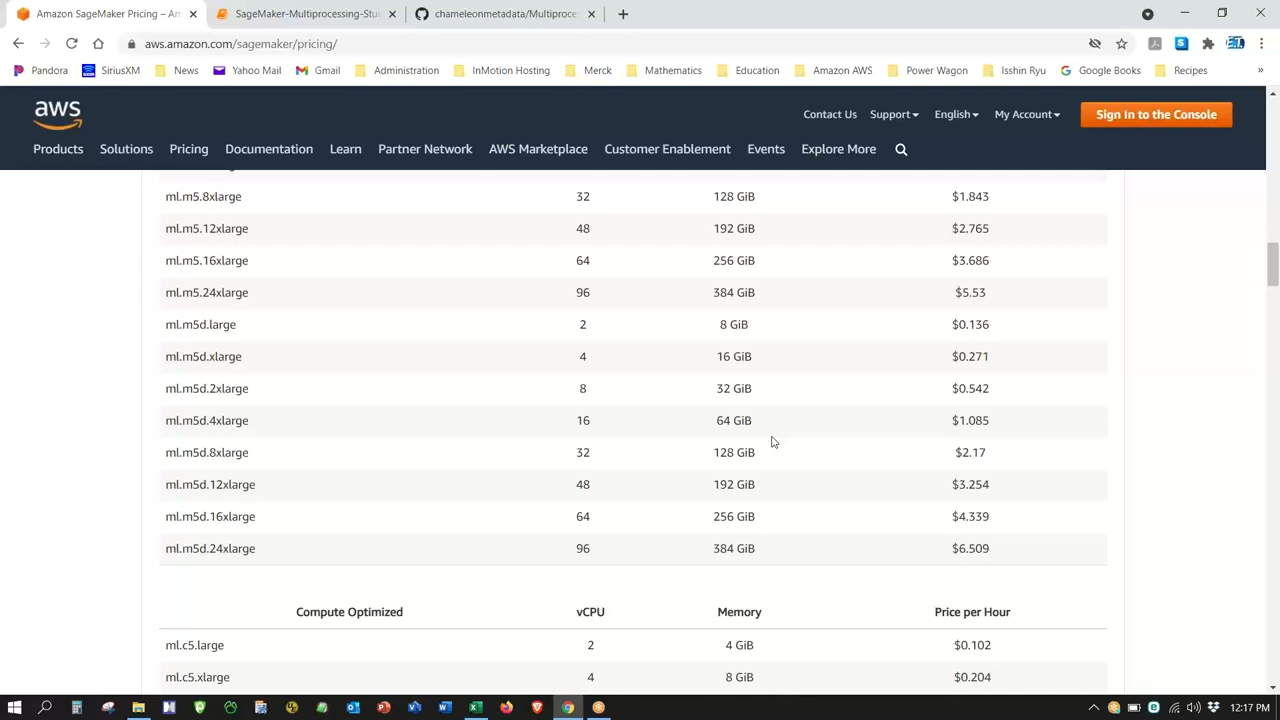 Amazon SageMaker Pricing – Am
SageMaker-Multiprocessing-Stu
chameleonmetadata/Multiproce
aws.amazon.com/sagemaker/pricing/
Pandora SiriusXM News Yahoo Mail Gmail Administration InMotion Hosting Merck Mathematics Education Amazon AWS Power Wagon Isshin Ryu Google Books Recipes »
aws
Contact Us Support English My Account Sign In to the Console
Products Solutions Pricing Documentation Learn Partner Network AWS Marketplace Customer Enablement Events Explore More
ml.m5.8xlarge 32 128 GiB $1.843
ml.m5.12xlarge 48 192 GiB $2.765
ml.m5.16xlarge 64 256 GiB $3.686
ml.m5.24xlarge 96 384 GiB $5.53
ml.m5d.large 2 8 GiB $0.136
ml.m5d.xlarge 4 16 GiB $0.271
ml.m5d.2xlarge 8 32 GiB $0.542
ml.m5d.4xlarge 16 64 GiB $1.085
ml.m5d.8xlarge 32 128 GiB $2.17
ml.m5d.12xlarge 48 192 GiB $3.254
ml.m5d.16xlarge 64 256 GiB $4.339
ml.m5d.24xlarge 96 384 GiB $6.509
Compute Optimized vCPU Memory Price per Hour
ml.c5.large 2 4 GiB $0.102
ml.c5.xlarge 4 8 GiB $0.204
12:17 PM